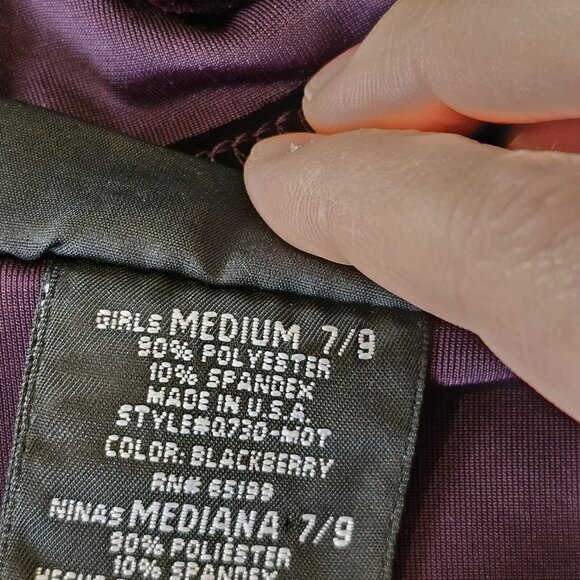 GIRLS MEDIUM 7/9
90% POLYESTER
10% SPANDEX
MADE IN U.S.A
STYLE#0730-MOT
COLOR: BLACKBERRY
RN# 65199
NINAS MEDIANA 7/9
90% POLIESTER
10% SPANDEX